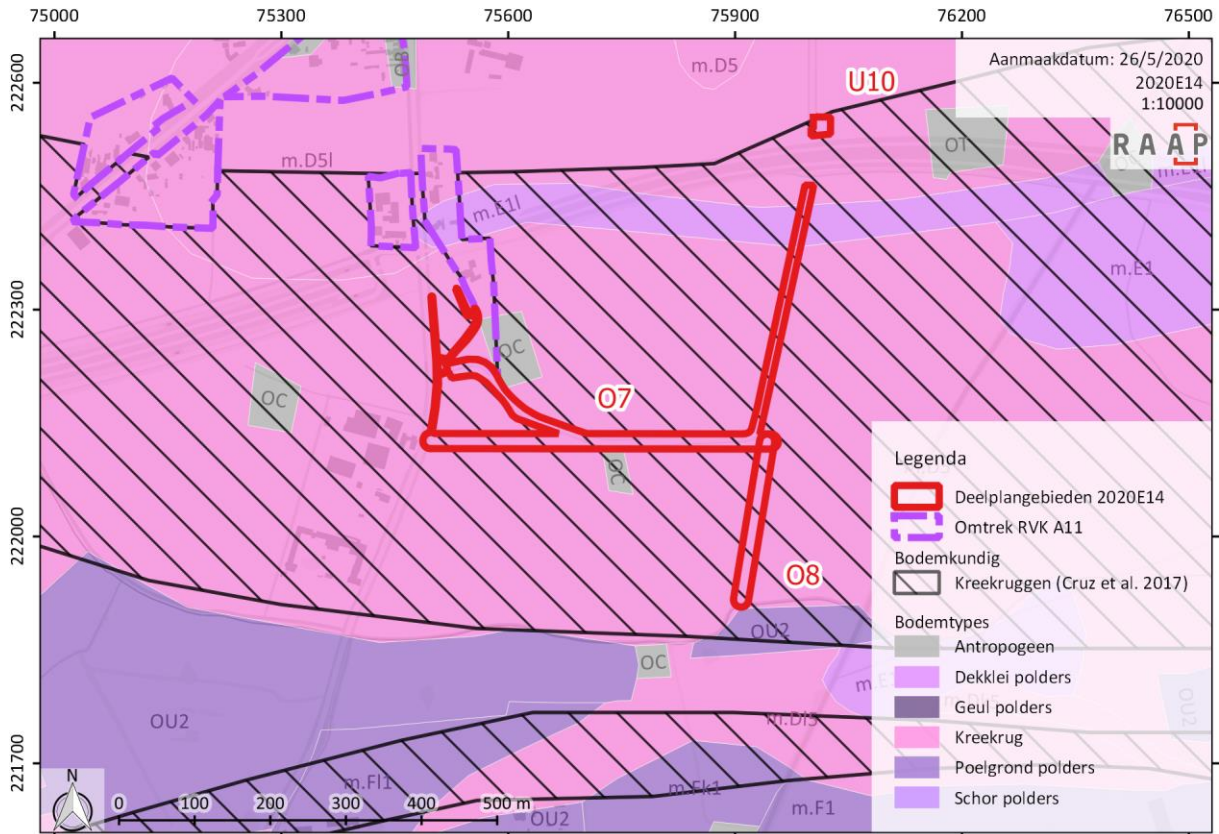 75000 75300 75600 75900 76200 76500
Aanmaakdatum: 26/5/2020
2020E14
1:10000
RAAP
222600
222300
222000
221700
m.D5
OB
U10
OT
m.D5l
m.E1l
m.E1
OC
OC
O7
OC
O8
OU2
OC
OU2
m.Dl5
m.Fl1
m.Fk1
m.F1
OU2
OU2
Legenda
Deelplangebieden 2020E14
Omtrek RVK A11
Bodemkundig
Kreekruggen (Cruz et al. 2017)
Bodemtypes
Antropogeen
Dekklei polders
Geul polders
Kreekrug
Poelgrond polders
Schor polders
N
0 100 200 300 400 500 m